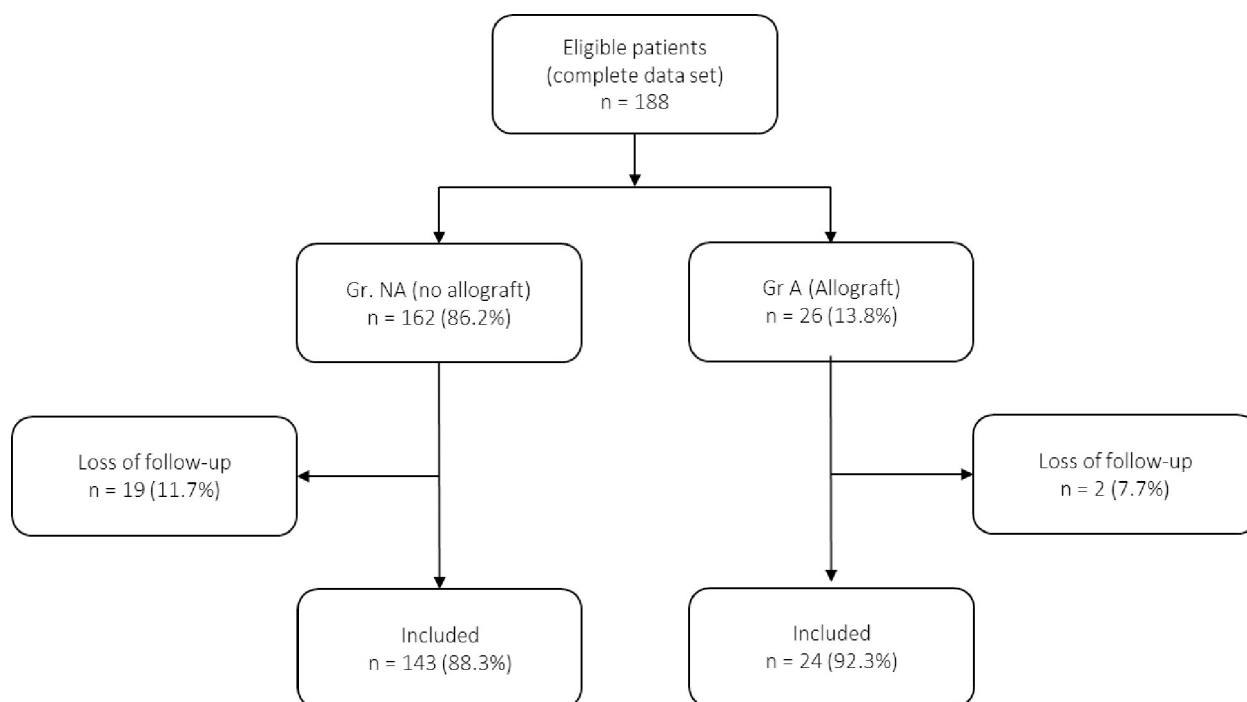 Eligible patients
(complete data set)
n = 188
Gr. NA (no allograft)
n = 162 (86.2%)
Gr A (Allograft)
n = 26 (13.8%)
Loss of follow-up
n = 19 (11.7%)
Loss of follow-up
n = 2 (7.7%)
Included
n = 143 (88.3%)
Included
n = 24 (92.3%)